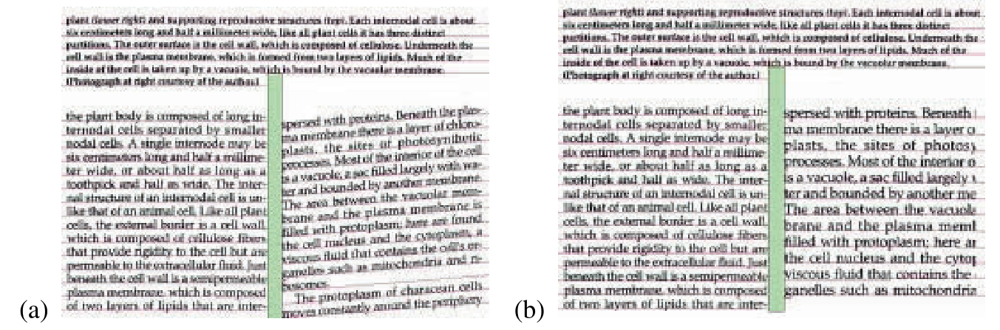 plant (lower right) and supporting reproductive structures (top). Each internodal cell is about
six centimeters long and half a millimeter wide, like all plant cells it has three distinct
partitions. The outer surface is the cell wall, which is composed of cellulose. Underneath the
cell wall is the plasma membrane, which is formed from two layers of lipids. Much of the
inside of the cell is taken up by a vacuole, which is bound by the vacuolar membrane.
(Photograph at right courtesy of the author.)
the plant body is composed of long in-
ternodal cells separated by smaller
nodal cells. A single internode may be
six centimeters long and half a millime-
ter wide, or about half as long as a
toothpick and half as wide. The inter-
nal structure of an internodal cell is un-
like that of an animal cell. Like all plant
cells, the external border is a cell wall,
which is composed of cellulose fibers
that provide rigidity to the cell but are
permeable to the extracellular fluid. Just
beneath the cell wall is a semipermeable
plasma membrane, which is composed
of two layers of lipids that are inter-
spersed with proteins. Beneath the plas-
ma membrane there is a layer of chloro-
plasts, the sites of photosynthetic
processes. Most of the interior of the cell
is a vacuole, a sac filled largely with wa-
ter and bounded by another membrane.
The area between the vacuolar mem-
brane and the plasma membrane is
filled with protoplasm; here are found
the cell nucleus and the cytoplasm, a
viscous fluid that contains the cell's or-
ganelles such as mitochondria and ri-
bosomes.
The protoplasm of characean cells
moves constantly around the periphery
(a)
plant (lower right) and supporting reproductive structures (top). Each internodal cell is about
six centimeters long and half a millimeter wide, like all plant cells it has three distinct
partitions. The outer surface is the cell wall, which is composed of cellulose. Underneath the
cell wall is the plasma membrane, which is formed from two layers of lipids. Much of the
inside of the cell is taken up by a vacuole, which is bound by the vacuolar membrane.
(Photograph at right courtesy of the author.)
the plant body is composed of long in-
ternodal cells separated by smaller
nodal cells. A single internode may be
six centimeters long and half a millime-
ter wide, or about half as long as a
toothpick and half as wide. The inter-
nal structure of an internodal cell is un-
like that of an animal cell. Like all plant
cells, the external border is a cell wall,
which is composed of cellulose fibers
that provide rigidity to the cell but are
permeable to the extracellular fluid. Just
beneath the cell wall is a semipermeable
plasma membrane, which is composed
of two layers of lipids that are inter-
spersed with proteins. Beneath
ma membrane there is a layer o
plasts, the sites of photosy
processes. Most of the interior o
is a vacuole, a sac filled largely
ter and bounded by another me
The area between the vacuol
brane and the plasma meml
filled with protoplasm; here ar
the cell nucleus and the cytop
viscous fluid that contains the
ganelles such as mitochondria
(b)